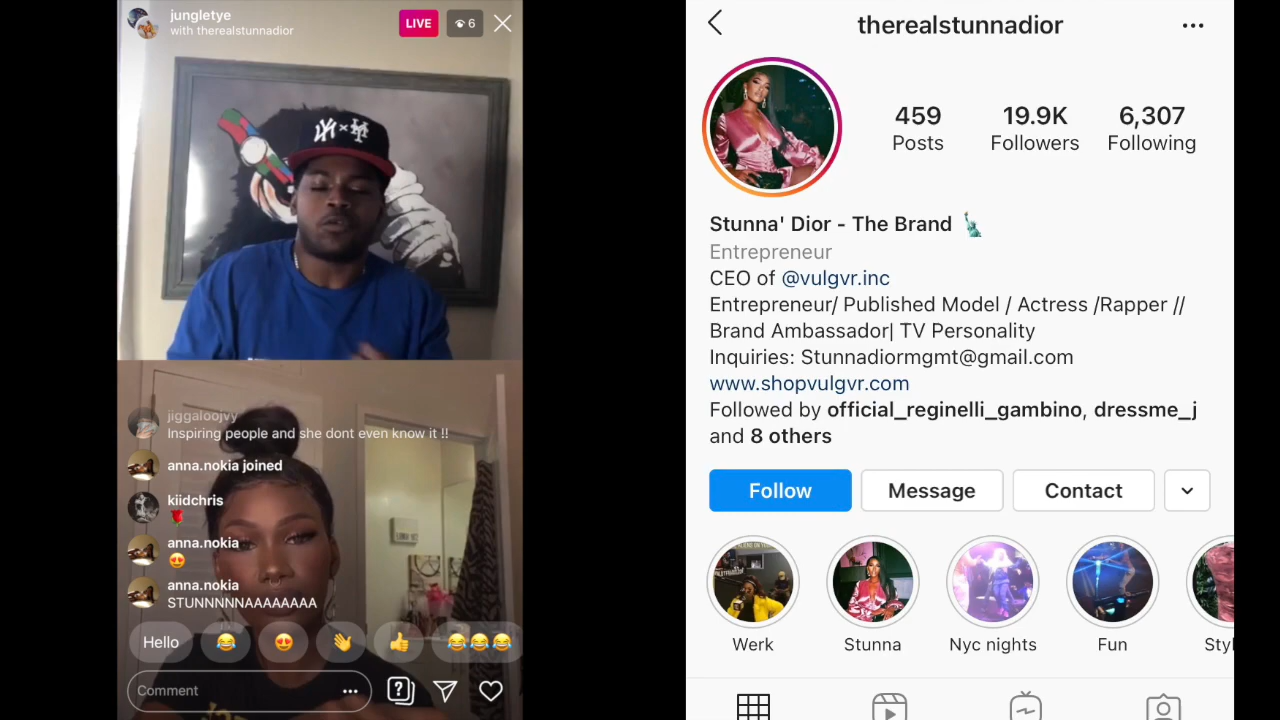 jungletye
with therealstunnadior
LIVE
6
jiggaloojvy
Inspiring people and she dont even know it !!
anna.nokia joined
kiidchris
🌹
anna.nokia
😍
anna.nokia
STUNNNNNAAAAAAAA
Hello 😂 😍 👋 👍 😂😂😂
Comment
therealstunnadior
459 19.9K 6,307
Posts Followers Following
Stunna' Dior - The Brand 🗽
Entrepreneur
CEO of @vulgvr.inc
Entrepreneur/ Published Model / Actress /Rapper //
Brand Ambassador| TV Personality
Inquiries: Stunnadiormgmt@gmail.com
www.shopvulgvr.com
Followed by official_reginelli_gambino, dressme_j
and 8 others
Follow Message Contact
Werk Stunna Nyc nights Fun Styl